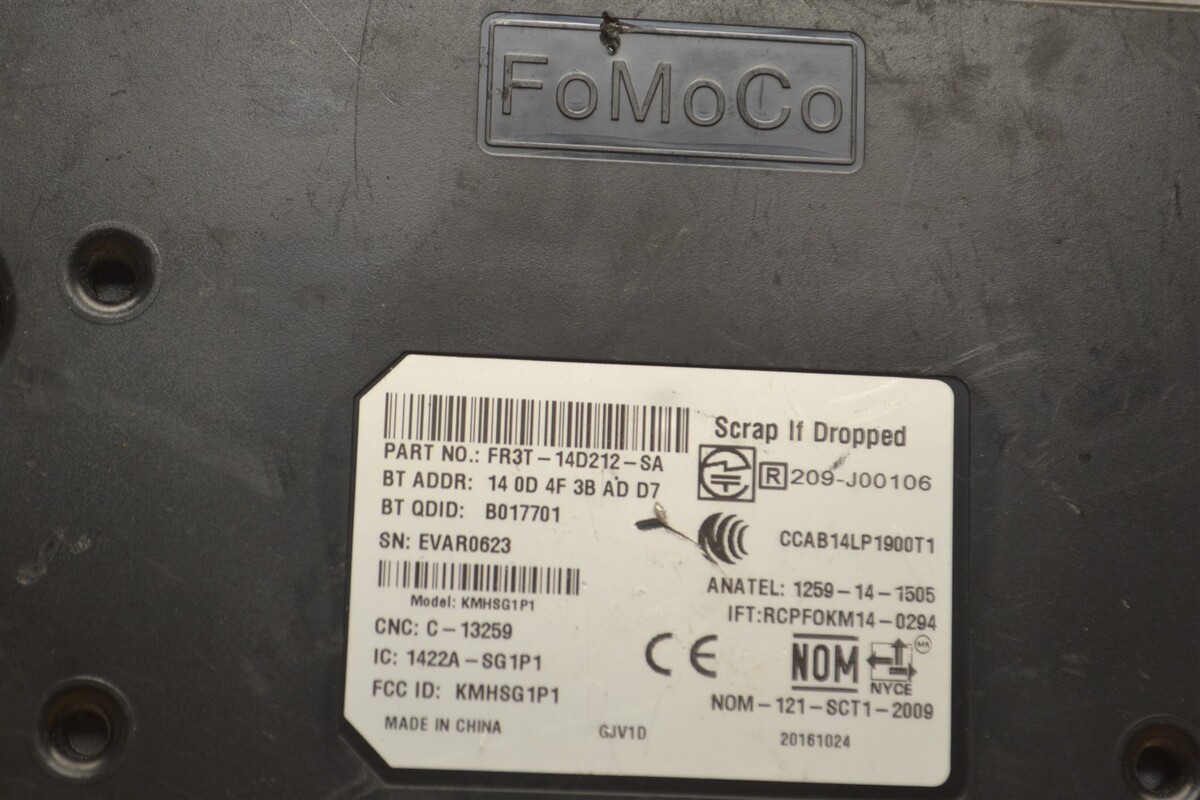 FoMoCo
PART NO.: FR3T-14D212-SA
BT ADDR: 14 0D 4F 3B AD D7
BT QDID: B017701
SN: EVAR0623
Model: KMHSG1P1
CNC: C-13259
IC: 1422A-SG1P1
FCC ID: KMHSG1P1
MADE IN CHINA
GJV1D
Scrap If Dropped
R 209-J00106
CCAB14LP1900T1
ANATEL: 1259-14-1505
IFT:RCPFOKM14-0294
CE NOM NYCE
NOM-121-SCT1-2009
20161024